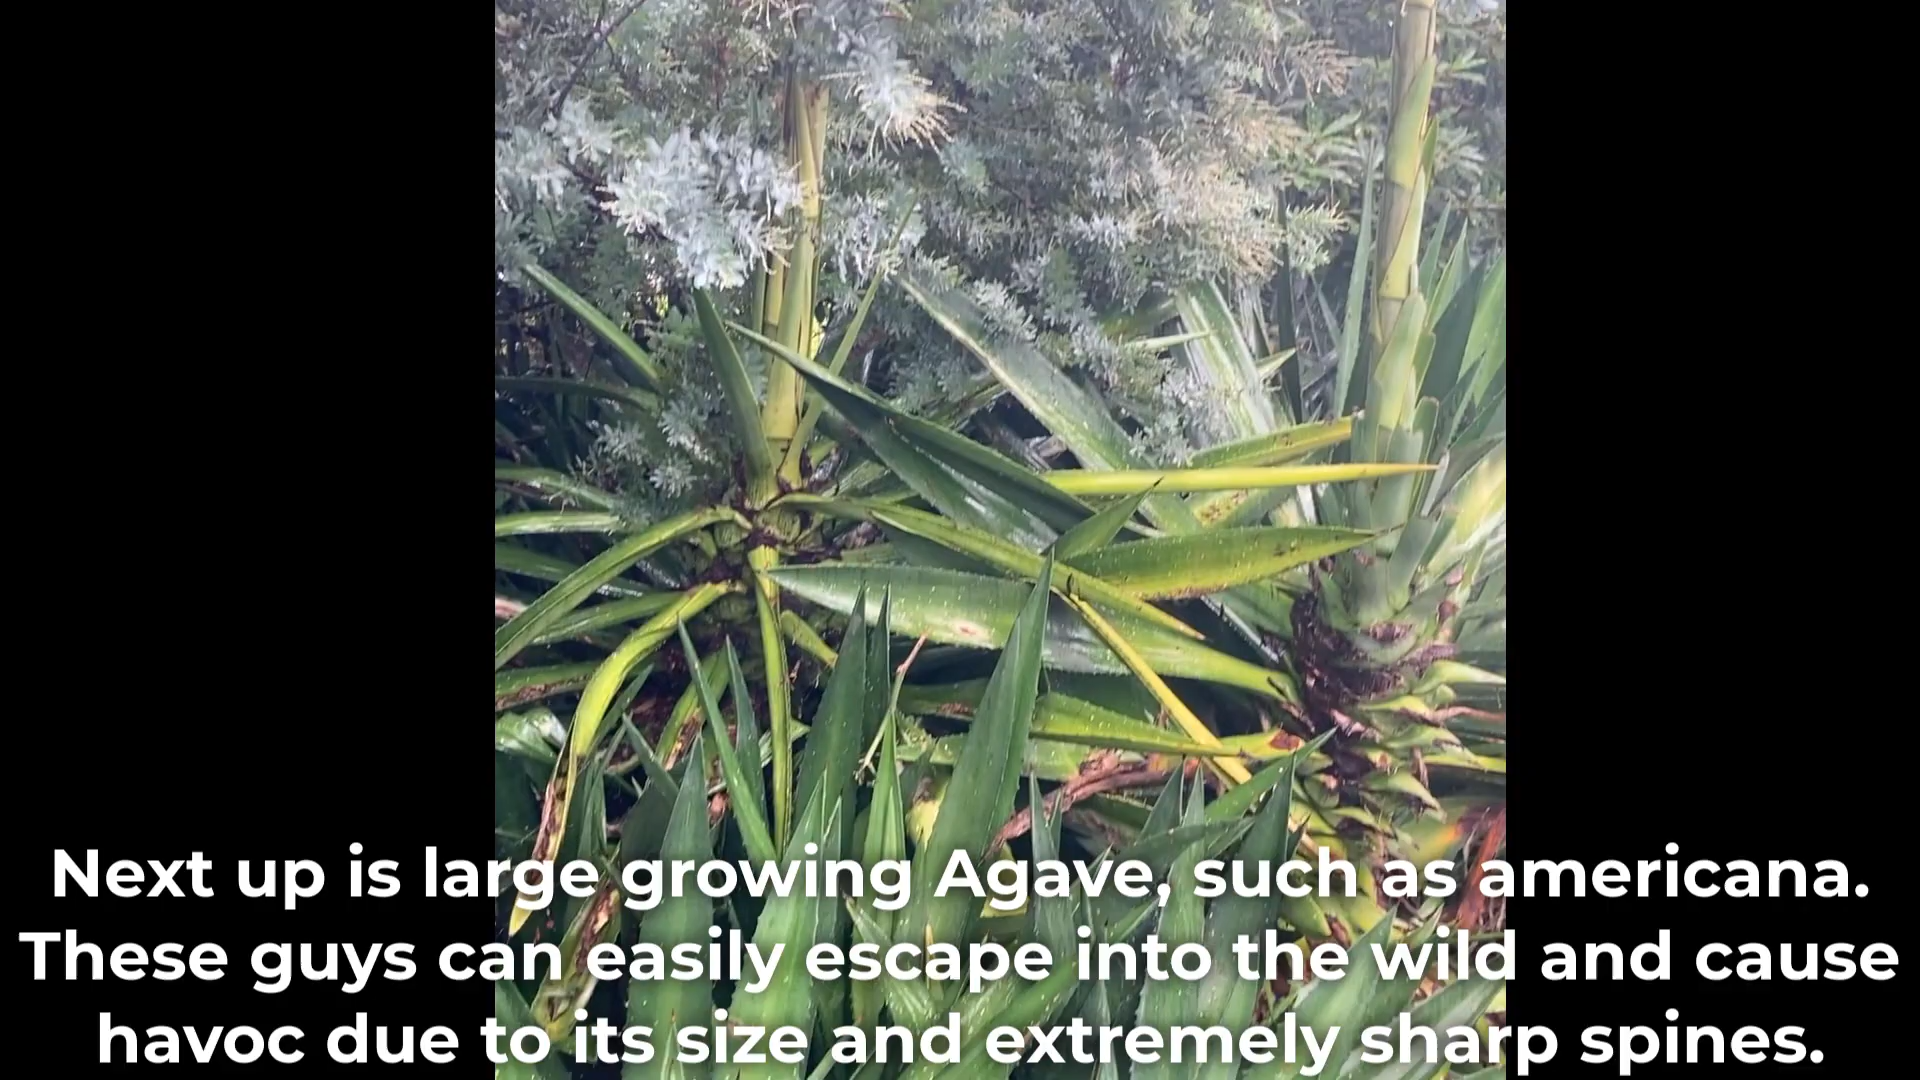 Next up is large growing Agave, such as americana.
These guys can easily escape into the wild and cause
havoc due to its size and extremely sharp spines.